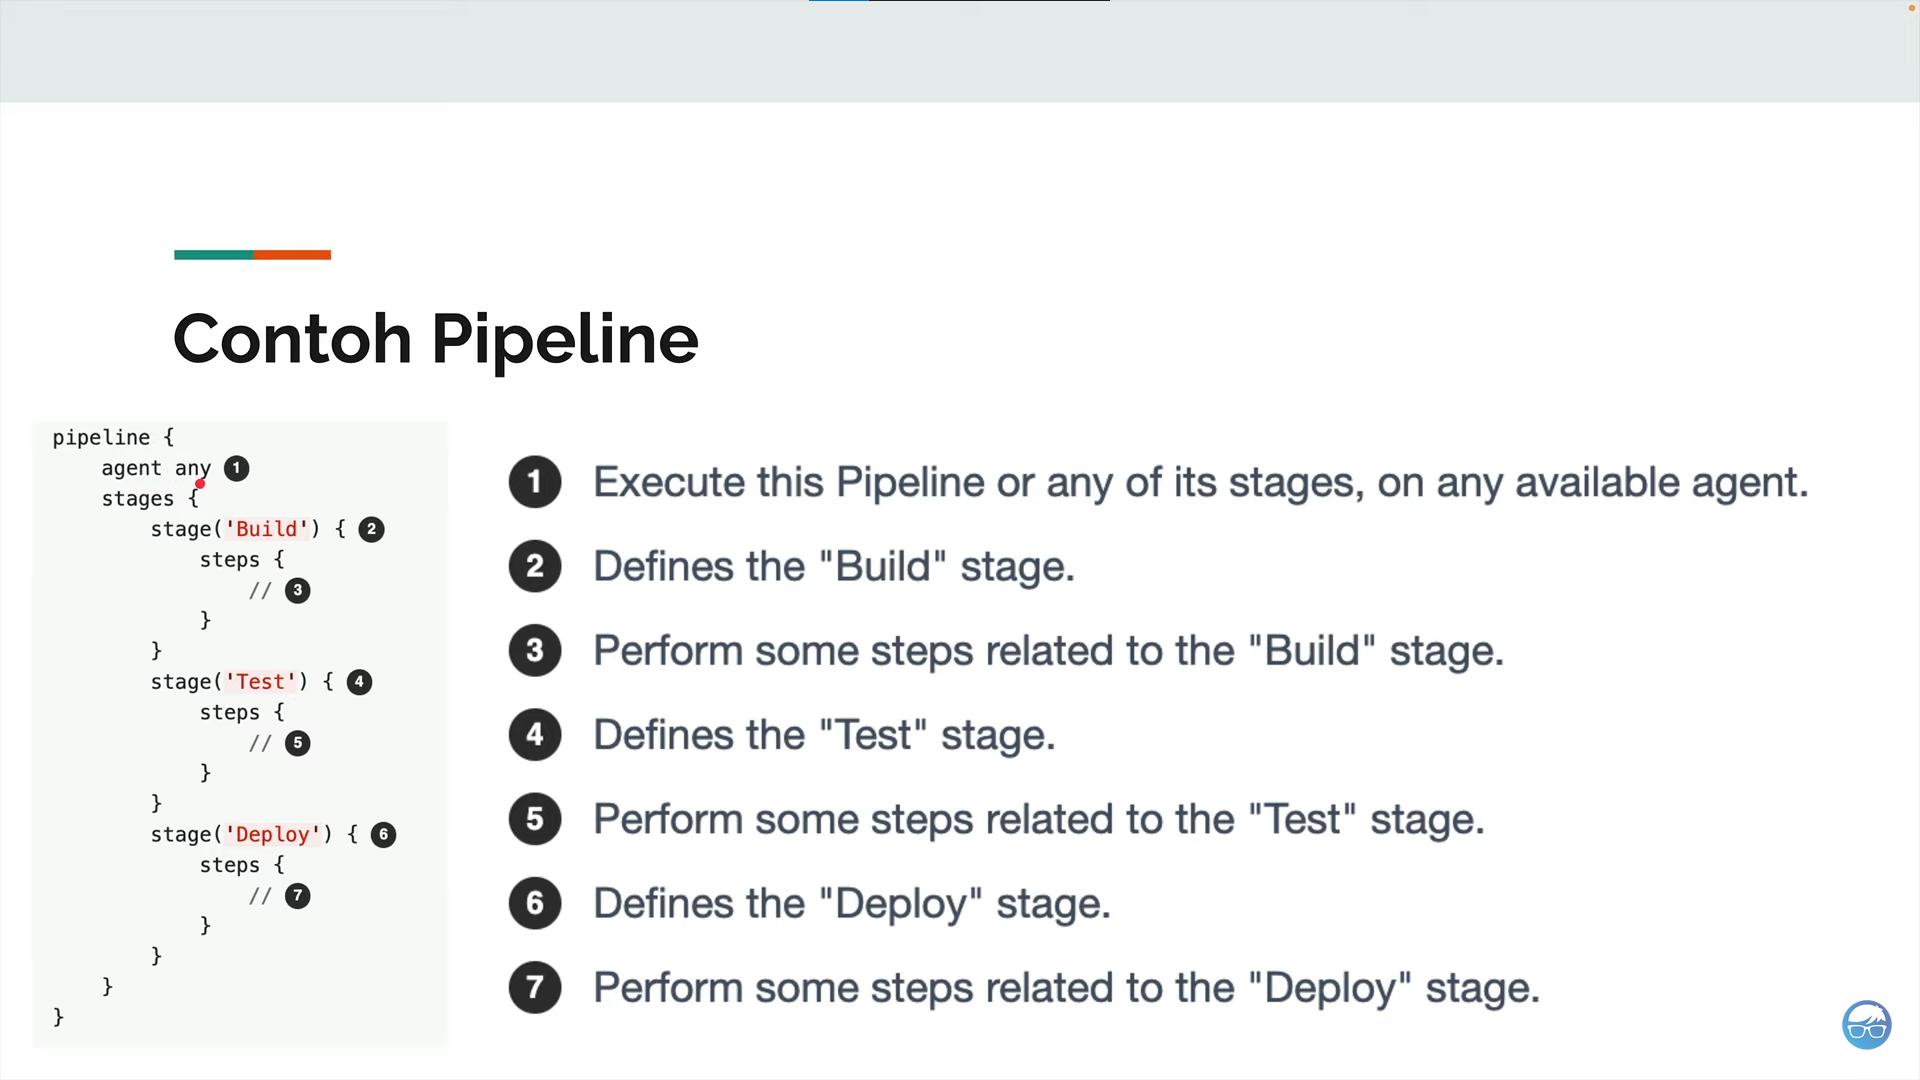 Contoh Pipeline
pipeline {
agent any 1
stages {
stage('Build') { 2
steps {
// 3
}
}
stage('Test') { 4
steps {
// 5
}
}
stage('Deploy') { 6
steps {
// 7
}
}
}
}
1 Execute this Pipeline or any of its stages, on any available agent.
2 Defines the "Build" stage.
3 Perform some steps related to the "Build" stage.
4 Defines the "Test" stage.
5 Perform some steps related to the "Test" stage.
6 Defines the "Deploy" stage.
7 Perform some steps related to the "Deploy" stage.